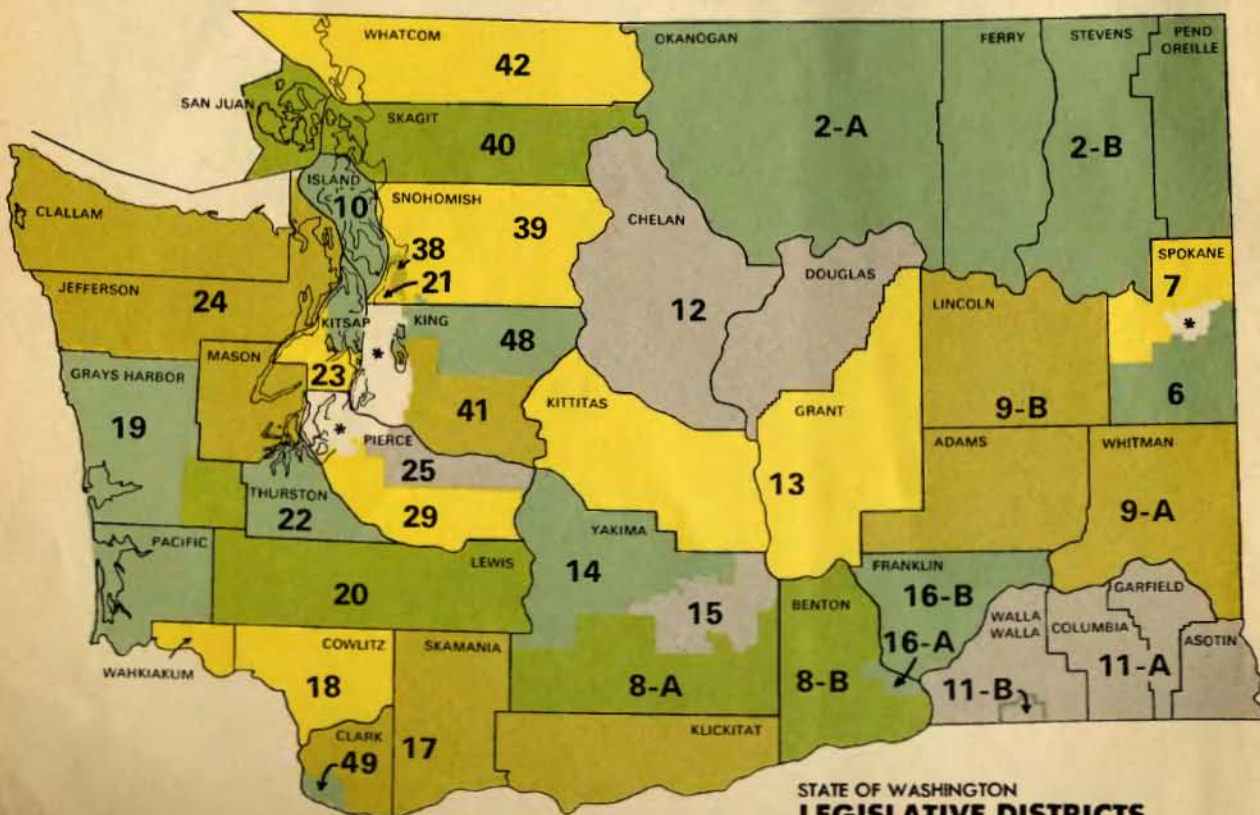 WHATCOM
42
OKANOGAN
FERRY
STEVENS
PEND
OREILLE
SAN JUAN
SKAGIT
40
2-A
2-B
ISLAND
10
SNOHOMISH
39
CLALLAM
CHELAN
38
21
DOUGLAS
SPOKANE
7
JEFFERSON
24
12
LINCOLN
KITSAP
KING
48
*
*
MASON
23
GRAYS HARBOR
19
41
KITTITAS
GRANT
9-B
6
*
PIERCE
25
ADAMS
WHITMAN
THURSTON
22
29
13
9-A
YAKIMA
PACIFIC
LEWIS
14
FRANKLIN
16-B
GARFIELD
20
15
BENTON
WALLA
WALLA
COLUMBIA
16-A
ASOTIN
WAHKIAKUM
COWLITZ
18
SKAMANIA
8-A
8-B
11-B
11-A
CLARK
49
17
KLICKITAT
STATE OF WASHINGTON
LEGISLATIVE DISTRICTS